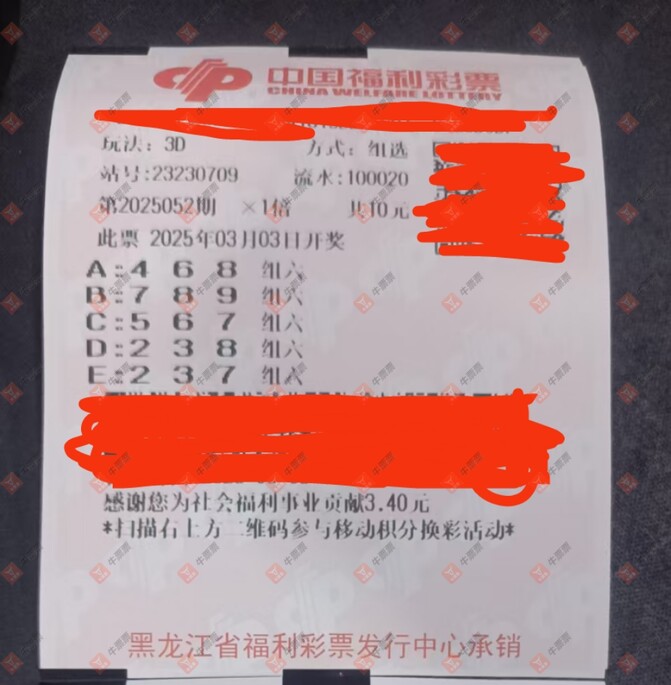 中国福利彩票
CHINA WELFARE LOTTERY
玩法：3D 方式：组选
站号:23230709 流水:100020
第2025052期 ×1倍 共10元
此票 2025年03月03日开奖
A:4 6 8 组六
B:7 8 9 组六
C:5 6 7 组六
D:2 3 8 组六
E:2 3 7 组六
感谢您为社会福利事业贡献3.40元
*扫描右上方二维码参与移动积分换彩活动*
黑龙江省福利彩票发行中心承销